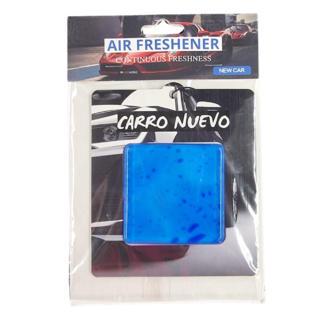 AIR FRESHENER
CONTINUOUS FRESHNESS
NEW CAR
CARRO NUEVO